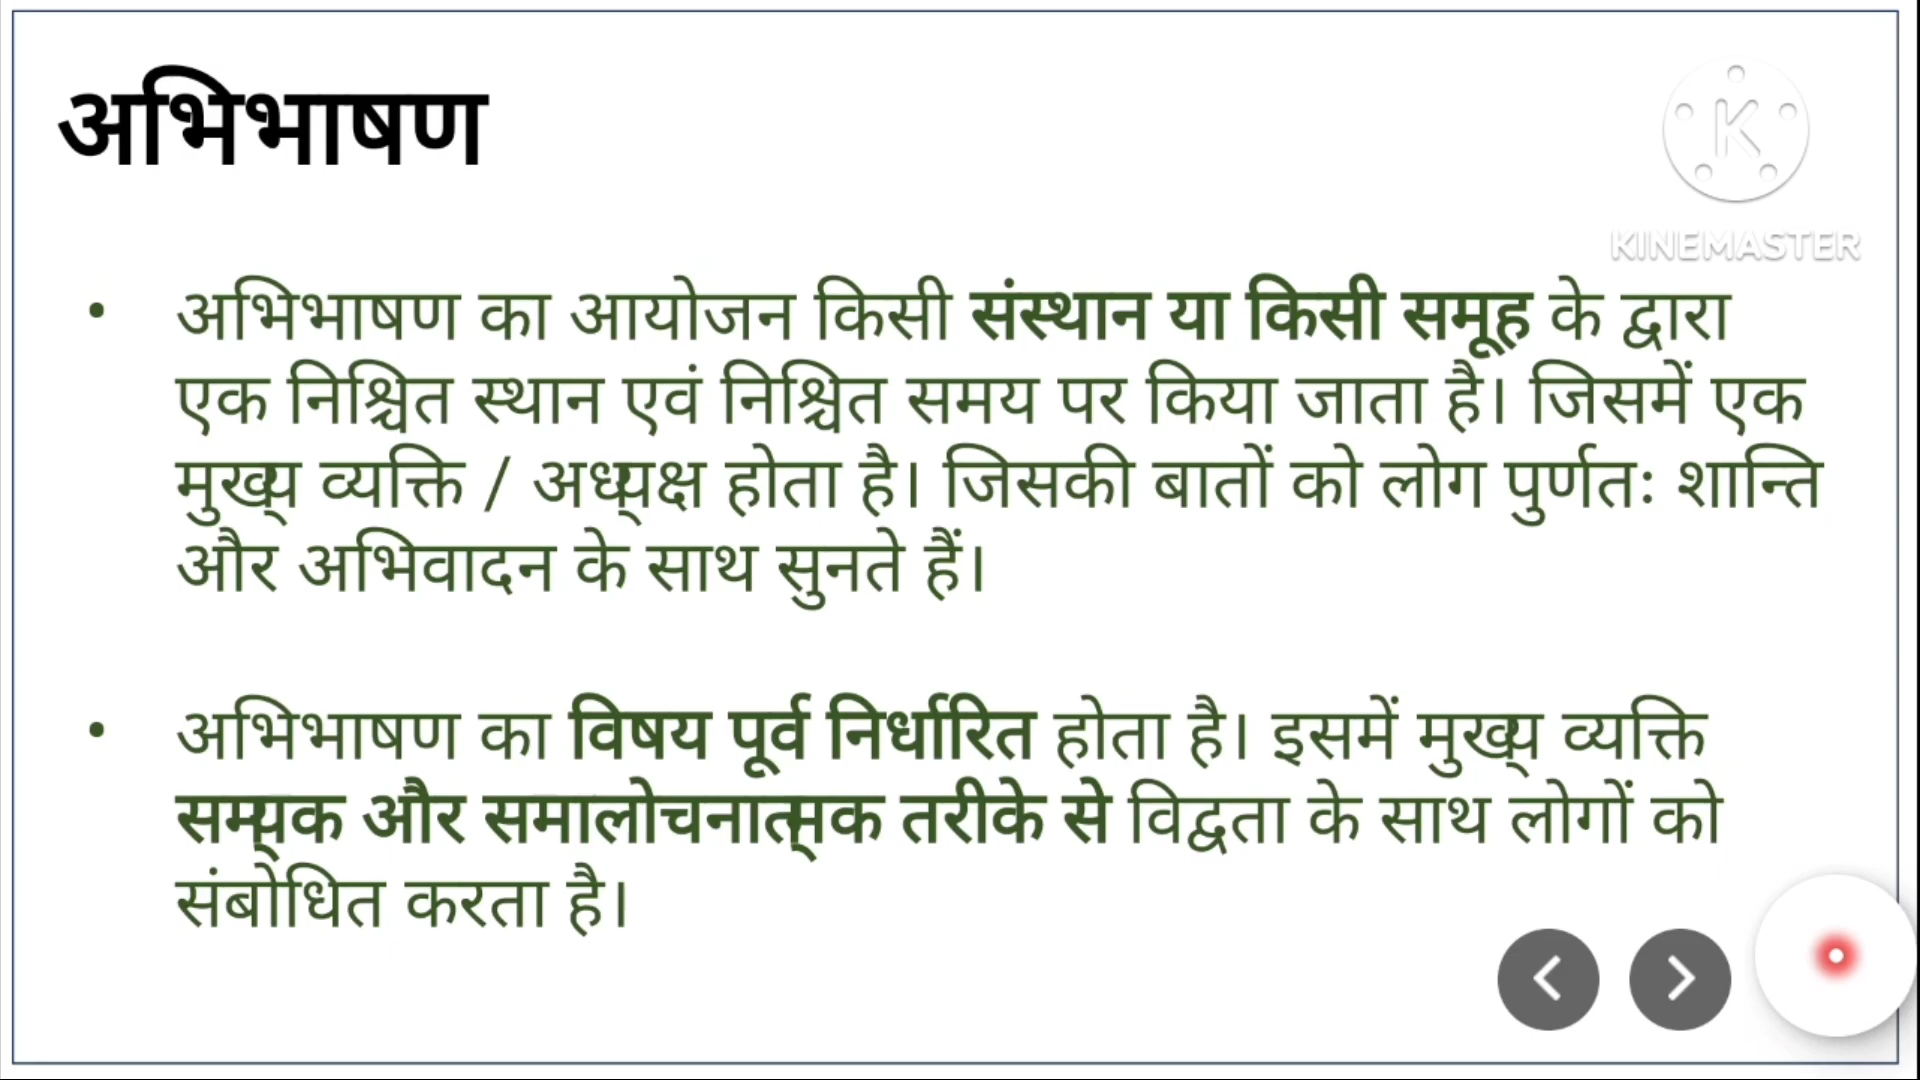 अभिभाषण
KINEMASTER
• अभिभाषण का आयोजन किसी संस्थान या किसी समूह के द्वारा
एक निश्चित स्थान एवं निश्चित समय पर किया जाता है। जिसमें एक
मुख्य व्यक्ति / अध्यक्ष होता है। जिसकी बातों को लोग पुर्णतः शान्ति
और अभिवादन के साथ सुनते हैं।
• अभिभाषण का विषय पूर्व निर्धारित होता है। इसमें मुख्य व्यक्ति
सम्यक और समालोचनात्मक तरीके से विद्वता के साथ लोगों को
संबोधित करता है।